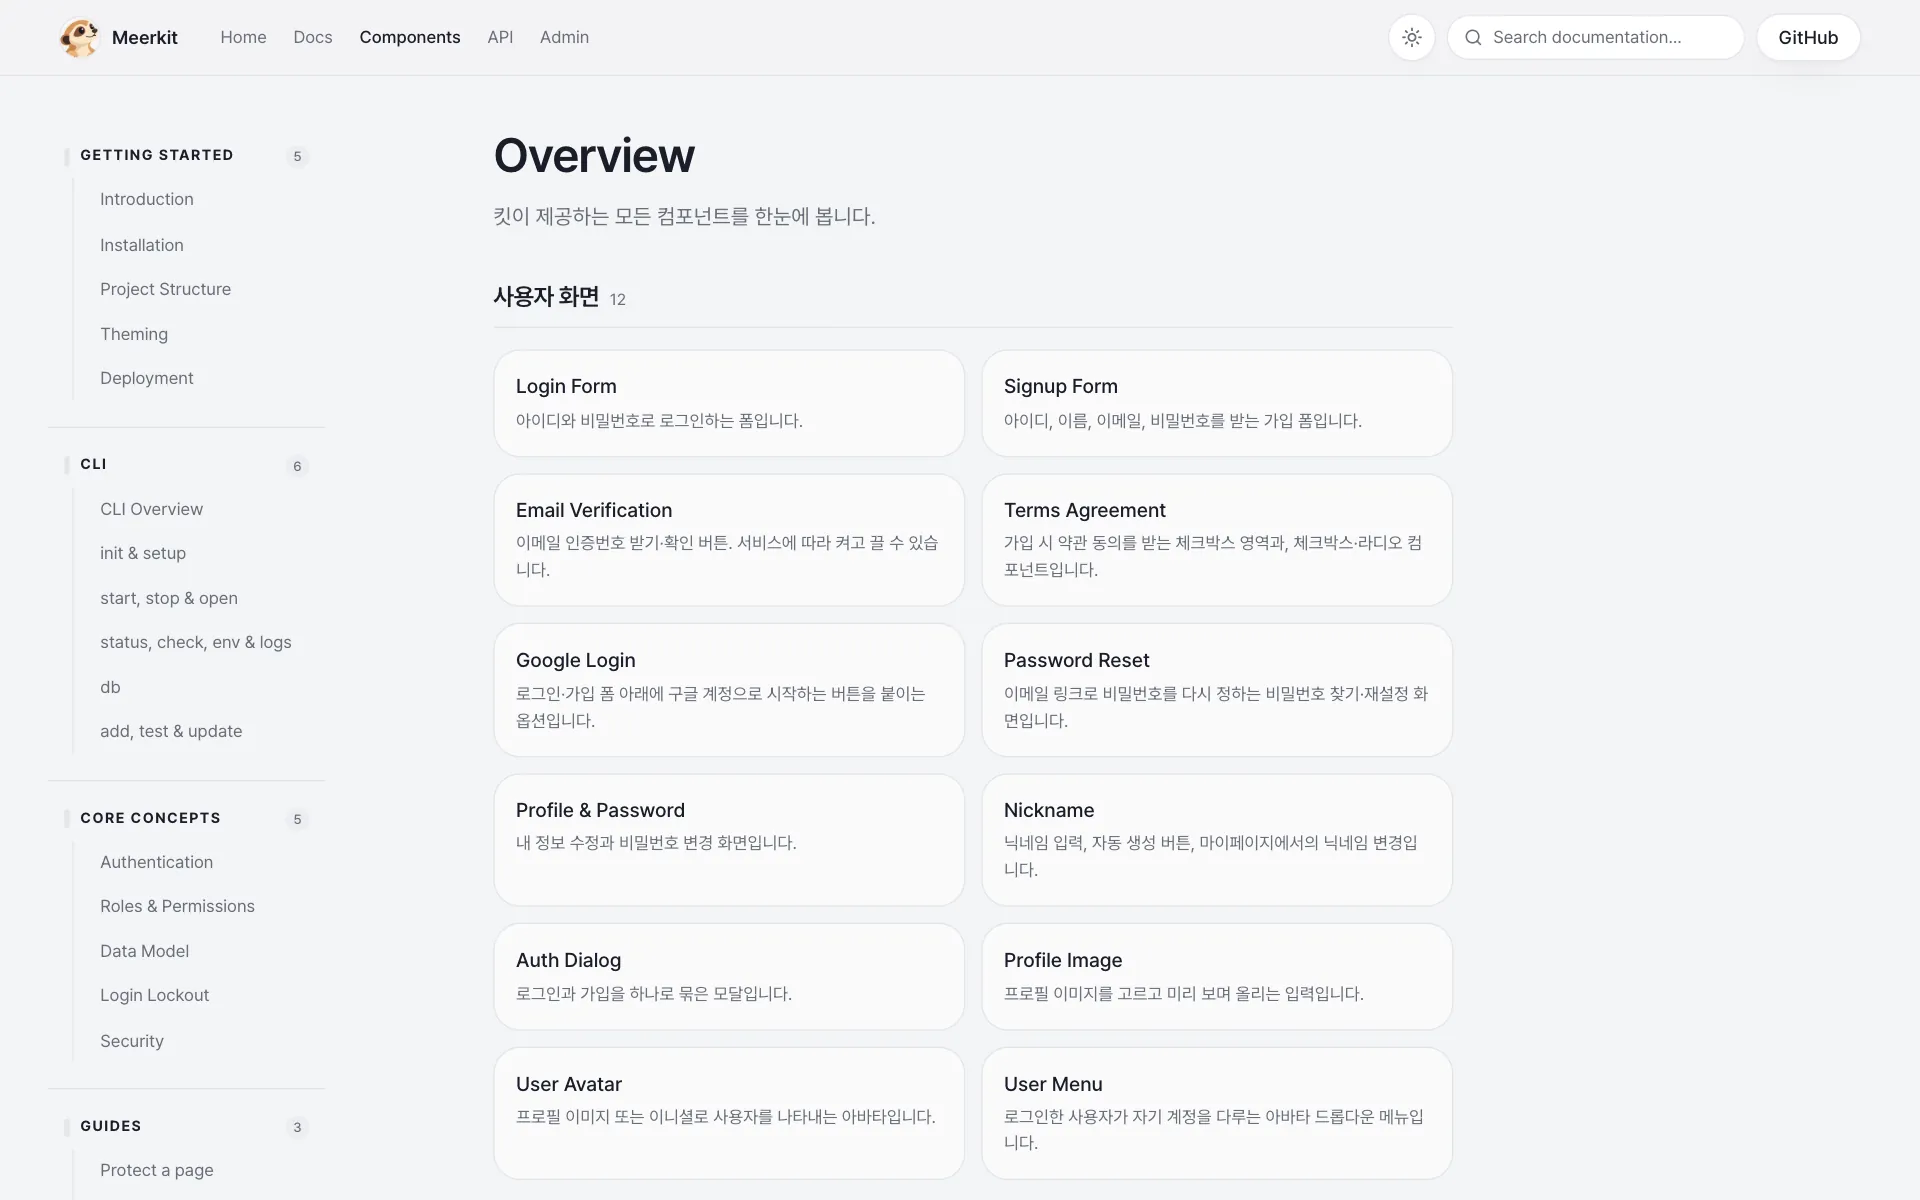 Meerkit
Home
Docs
Components
API
Admin
Search documentation...
GitHub
GETTING STARTED 5
Introduction
Installation
Project Structure
Theming
Deployment
CLI 6
CLI Overview
init & setup
start, stop & open
status, check, env & logs
db
add, test & update
CORE CONCEPTS 5
Authentication
Roles & Permissions
Data Model
Login Lockout
Security
GUIDES 3
Protect a page
Overview
킷이 제공하는 모든 컴포넌트를 한눈에 봅니다.
사용자 화면 12
Login Form
아이디와 비밀번호로 로그인하는 폼입니다.
Signup Form
아이디, 이름, 이메일, 비밀번호를 받는 가입 폼입니다.
Email Verification
이메일 인증번호 받기·확인 버튼. 서비스에 따라 켜고 끌 수 있습
니다.
Terms Agreement
가입 시 약관 동의를 받는 체크박스 영역과, 체크박스·라디오 컴
포넌트입니다.
Google Login
로그인·가입 폼 아래에 구글 계정으로 시작하는 버튼을 붙이는
옵션입니다.
Password Reset
이메일 링크로 비밀번호를 다시 정하는 비밀번호 찾기·재설정 화
면입니다.
Profile & Password
내 정보 수정과 비밀번호 변경 화면입니다.
Nickname
닉네임 입력, 자동 생성 버튼, 마이페이지에서의 닉네임 변경입
니다.
Auth Dialog
로그인과 가입을 하나로 묶은 모달입니다.
Profile Image
프로필 이미지를 고르고 미리 보며 올리는 입력입니다.
User Avatar
프로필 이미지 또는 이니셜로 사용자를 나타내는 아바타입니다.
User Menu
로그인한 사용자가 자기 계정을 다루는 아바타 드롭다운 메뉴입
니다.